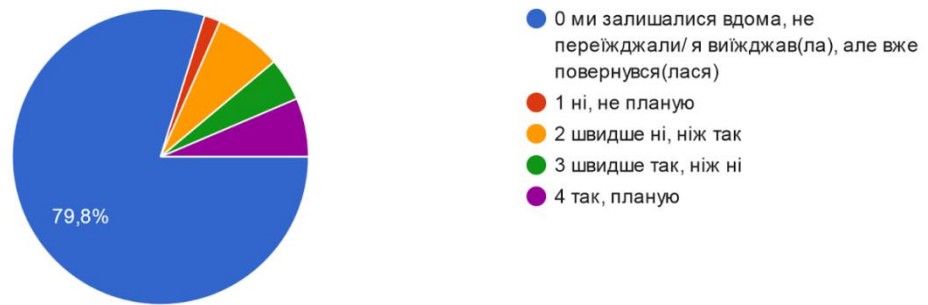 0 ми залишалися вдома, не
переїжджали/ я виїжджав(ла), але вже
повернувся(лася)
1 ні, не планую
2 швидше ні, ніж так
3 швидше так, ніж ні
4 так, планую
79,8%